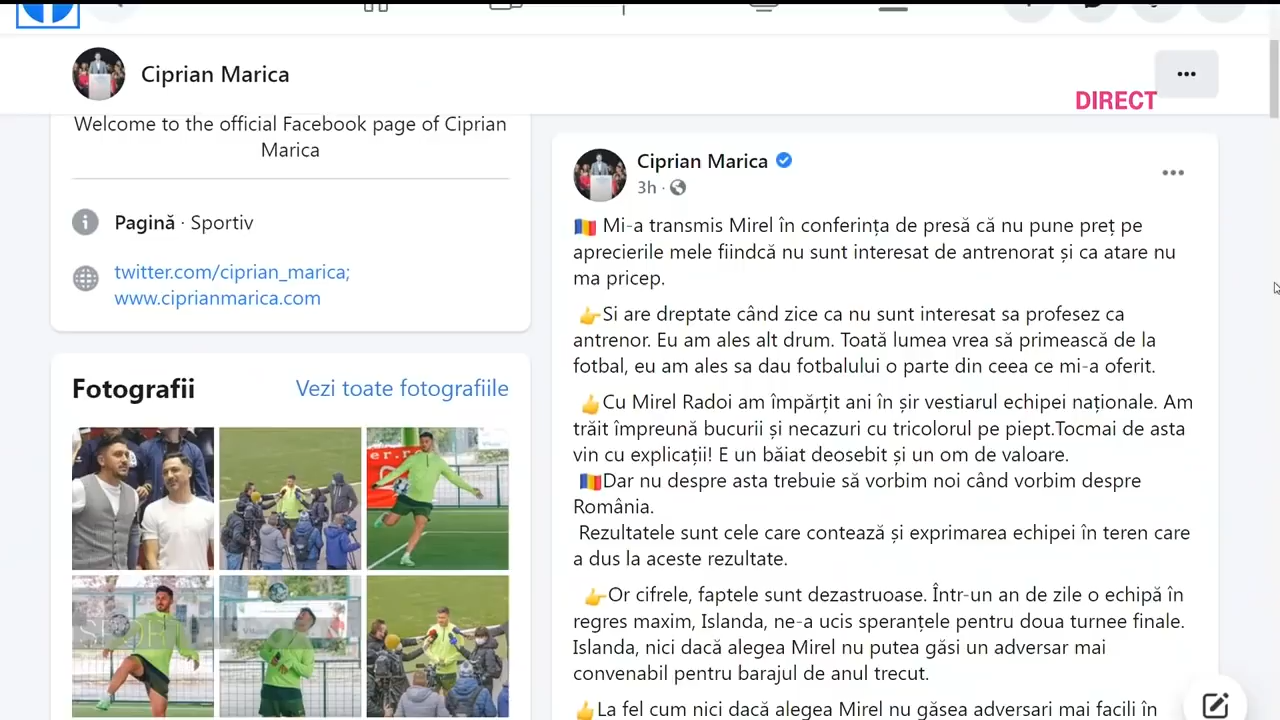 Ciprian Marica
DIRECT
Welcome to the official Facebook page of Ciprian
Marica
Pagină · Sportiv
twitter.com/ciprian_marica;
www.ciprianmarica.com
Fotografii
Vezi toate fotografiile
SPORT
Ciprian Marica
3h ·
Mi-a transmis Mirel în conferința de presă că nu pune preț pe
aprecierile mele fiindcă nu sunt interesat de antrenorat și ca atare nu
ma pricep.
👉Si are dreptate când zice ca nu sunt interesat sa profesez ca
antrenor. Eu am ales alt drum. Toată lumea vrea să primească de la
fotbal, eu am ales sa dau fotbalului o parte din ceea ce mi-a oferit.
👍Cu Mirel Radoi am împărțit ani în șir vestiarul echipei naționale. Am
trăit împreună bucurii și necazuri cu tricolorul pe piept.Tocmai de asta
vin cu explicații! E un băiat deosebit și un om de valoare.
🇷🇴Dar nu despre asta trebuie să vorbim noi când vorbim despre
România.
Rezultatele sunt cele care contează și exprimarea echipei în teren care
a dus la aceste rezultate.
👉Or cifrele, faptele sunt dezastruoase. Într-un an de zile o echipă în
regres maxim, Islanda, ne-a ucis speranțele pentru doua turnee finale.
Islanda, nici dacă alegea Mirel nu putea găsi un adversar mai
convenabil pentru barajul de anul trecut.
👍La fel cum nici dacă alegea Mirel nu găsea adversari mai facili în